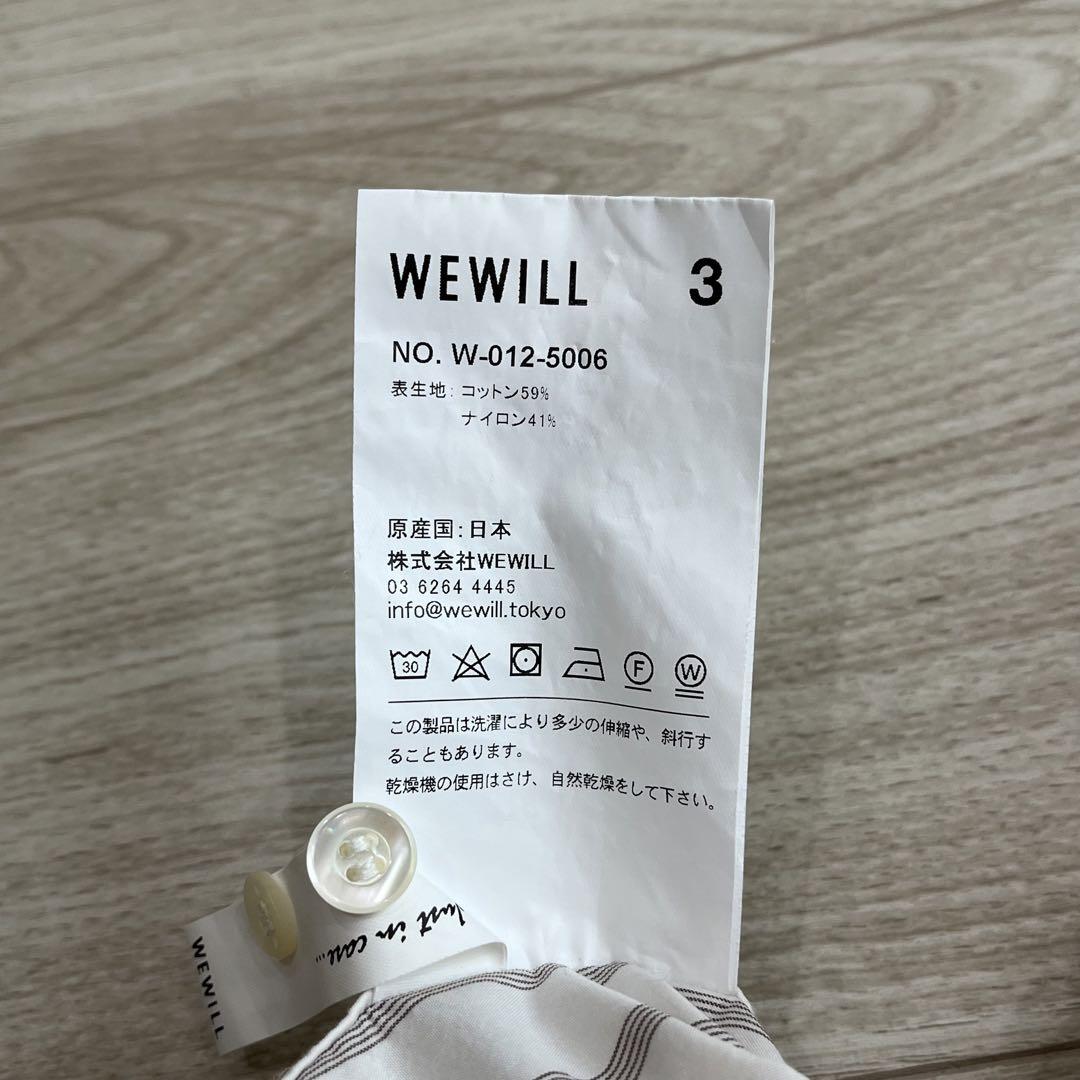 WEWILL 3
NO. W-012-5006
表生地: コットン59%
ナイロン41%
原産国:日本
株式会社WEWILL
03 6264 4445
info@wewill.tokyo
30 F W
この製品は洗濯により多少の伸縮や、斜行す
ることもあります。
乾燥機の使用はさけ、自然乾燥をして下さい。
Just in case...
WEWILL